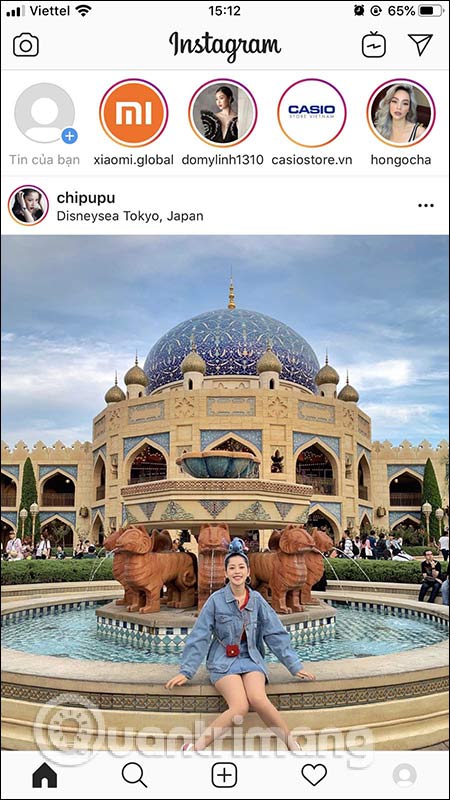 Viettel 15:12 65%
Instagram
mi
CASIO
STORE VIETNAM
Tin của bạn xiaomi.global domylinh1310 casiostore.vn hongocha
chipupu
Disneysea Tokyo, Japan
Quantrimang